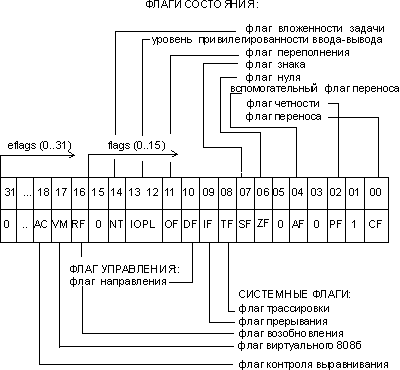 ФЛАГИ СОСТОЯНИЯ:
флаг вложенности задачи
уровень привилегированности ввода-вывода
флаг переполнения
флаг знака
флаг нуля
вспомогательный флаг переноса
флаг четности
флаг переноса
eflags (0..31) flags (0..15)
31 ... 18 17 16 15 14 13 12 11 10 09 08 07 06 05 04 03 02 01 00
0 .. AC VM RF 0 NT IOPL OF DF IF TF SF ZF 0 AF 0 PF 1 CF
ФЛАГ УПРАВЛЕНИЯ:
флаг направления
СИСТЕМНЫЕ ФЛАГИ:
флаг трассировки
флаг прерывания
флаг возобновления
флаг виртуального 8086
флаг контроля выравнивания